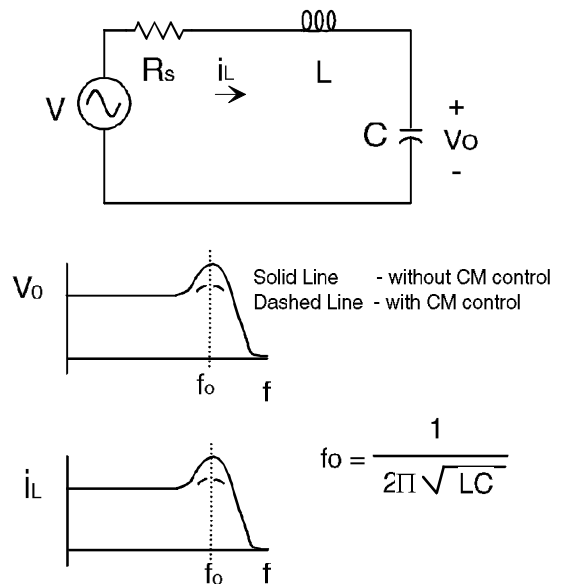 Rs
iL
L
V
C
+
Vo
-
Vo
Solid Line - without CM control
Dashed Line - with CM control
fo
f
iL
fo = 1 / 2Π√LC
fo
f